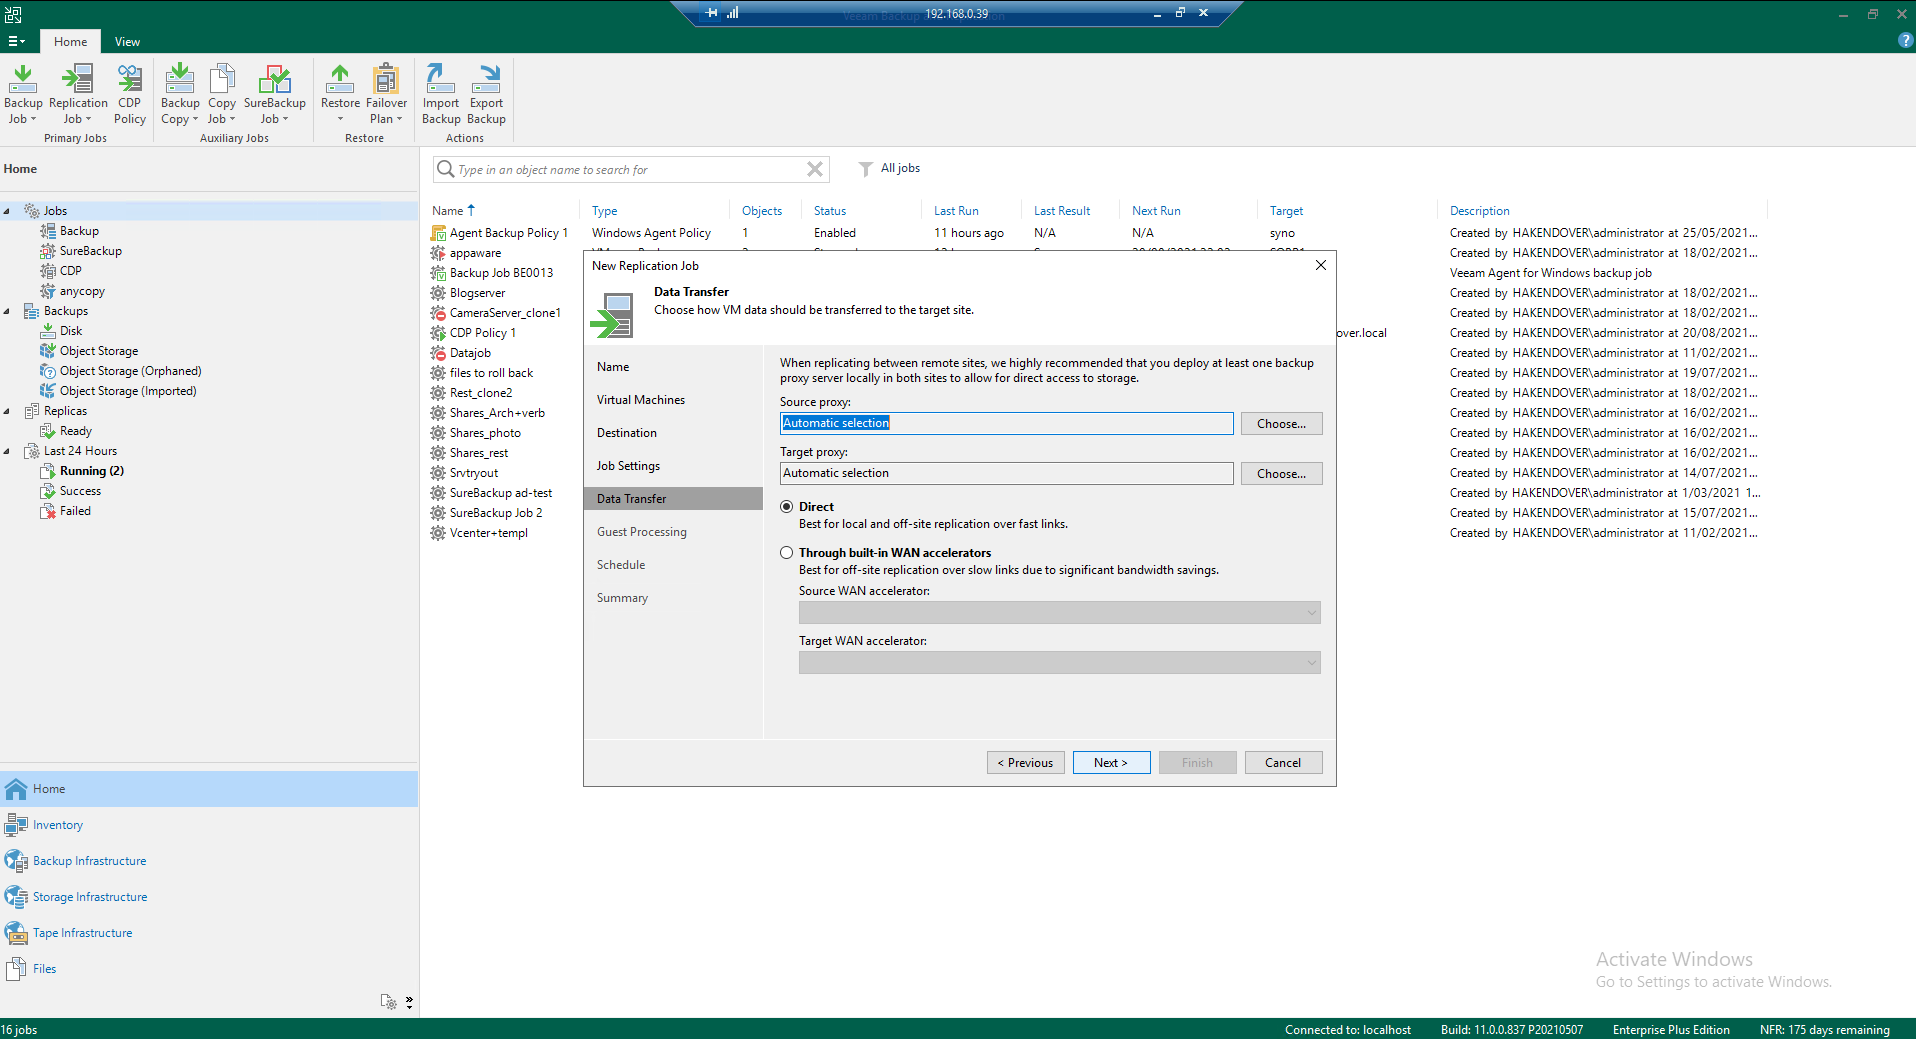 192.168.0.39
Home
View
Backup Job
Replication Job
CDP Policy
Backup Copy
Copy Job
SureBackup Job
Restore
Failover Plan
Import Backup
Export Backup
Primary Jobs
Auxiliary Jobs
Restore
Actions
Home
Jobs
Backup
SureBackup
CDP
anycopy
Backups
Disk
Object Storage
Object Storage (Orphaned)
Object Storage (Imported)
Replicas
Ready
Last 24 Hours
Running (2)
Success
Failed
Home
Inventory
Backup Infrastructure
Storage Infrastructure
Tape Infrastructure
Files
Type in an object name to search for
All jobs
Name Type Objects Status Last Run Last Result Next Run Target Description
Agent Backup Policy 1 Windows Agent Policy 1 Enabled 11 hours ago N/A N/A syno Created by HAKENDOVER\administrator at 25/05/2021...
appaware Created by HAKENDOVER\administrator at 18/02/2021...
Backup Job BE0013 Veeam Agent for Windows backup job
Blogserver Created by HAKENDOVER\administrator at 18/02/2021...
CameraServer_clone1 Created by HAKENDOVER\administrator at 18/02/2021...
CDP Policy 1 over.local Created by HAKENDOVER\administrator at 20/08/2021...
Datajob Created by HAKENDOVER\administrator at 11/02/2021...
files to roll back Created by HAKENDOVER\administrator at 19/07/2021...
Rest_clone2 Created by HAKENDOVER\administrator at 18/02/2021...
Shares_Arch+verb Created by HAKENDOVER\administrator at 16/02/2021...
Shares_photo Created by HAKENDOVER\administrator at 16/02/2021...
Shares_rest Created by HAKENDOVER\administrator at 16/02/2021...
Srvtryout Created by HAKENDOVER\administrator at 14/07/2021...
SureBackup ad-test Created by HAKENDOVER\administrator at 1/03/2021 1...
SureBackup Job 2 Created by HAKENDOVER\administrator at 15/07/2021...
Vcenter+templ Created by HAKENDOVER\administrator at 11/02/2021...
New Replication Job
Data Transfer
Choose how VM data should be transferred to the target site.
Name
Virtual Machines
Destination
Job Settings
Data Transfer
Guest Processing
Schedule
Summary
When replicating between remote sites, we highly recommended that you deploy at least one backup
proxy server locally in both sites to allow for direct access to storage.
Source proxy:
Automatic selection Choose...
Target proxy:
Automatic selection Choose...
Direct
Best for local and off-site replication over fast links.
Through built-in WAN accelerators
Best for off-site replication over slow links due to significant bandwidth savings.
Source WAN accelerator:
Target WAN accelerator:
< Previous Next > Finish Cancel
Activate Windows
Go to Settings to activate Windows.
16 jobs Connected to: localhost Build: 11.0.0.837 P20210507 Enterprise Plus Edition NFR: 175 days remaining